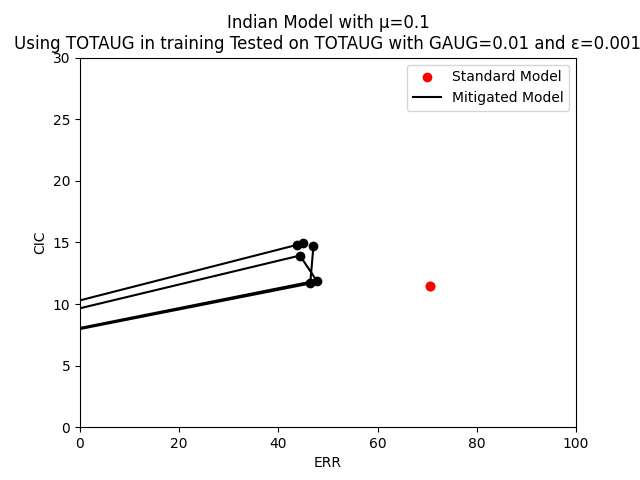 Indian Model with μ=0.1
Using TOTAUG in training Tested on TOTAUG with GAUG=0.01 and ε=0.001
Standard Model
Mitigated Model
30
25
20
15
10
5
0
CIC
0 20 40 60 80 100
ERR